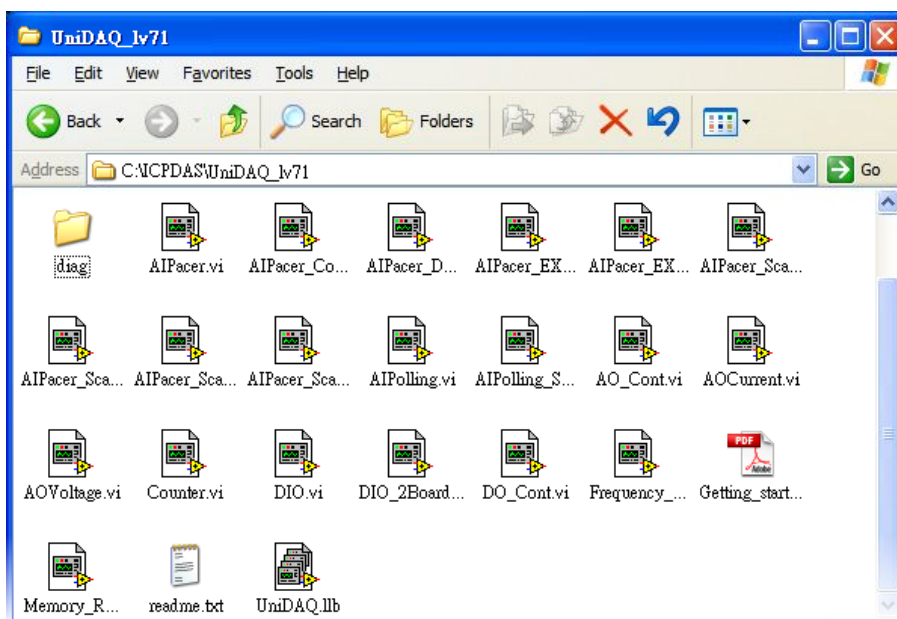 UniDAQ_lv71
File Edit View Favorites Tools Help
Back Search Folders
Address C:\ICPDAS\UniDAQ_lv71 Go
diag AIPacer.vi AIPacer_Co... AIPacer_D... AIPacer_EX... AIPacer_EX... AIPacer_Sca...
AIPacer_Sca... AIPacer_Sca... AIPacer_Sca... AIPolling.vi AIPolling_S... AO_Cont.vi AOCurrent.vi
PDF
Adobe
AOVoltage.vi Counter.vi DIO.vi DIO_2Board... DO_Cont.vi Frequency_... Getting_start...
Memory_R... readme.txt UniDAQ.llb